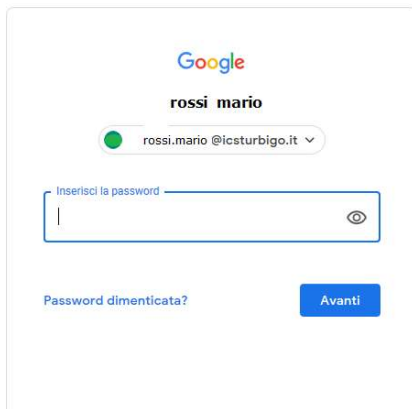 Google
rossi mario
rossi.mario @icsturbigo.it
Inserisci la password
Password dimenticata? Avanti